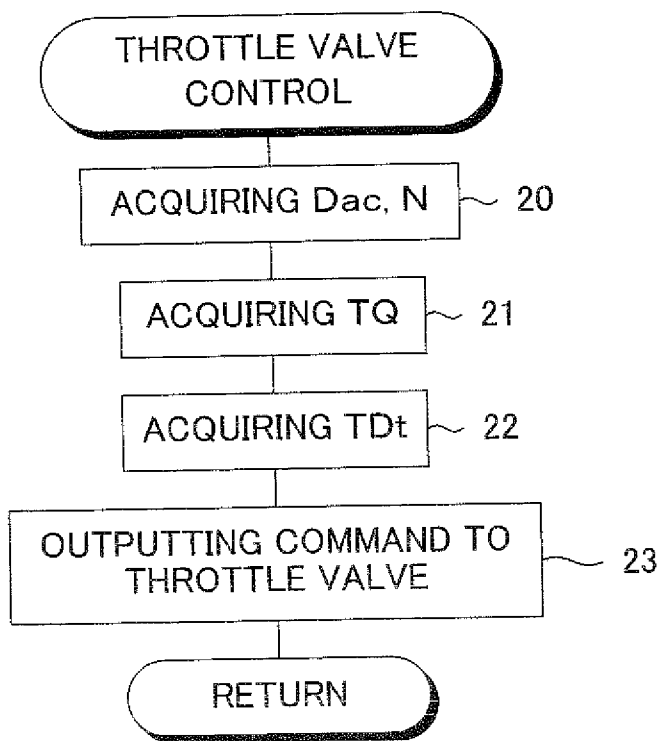 THROTTLE VALVE
CONTROL
ACQUIRING Dac, N
20
ACQUIRING TQ
21
ACQUIRING TDt
22
OUTPUTTING COMMAND TO
THROTTLE VALVE
23
RETURN